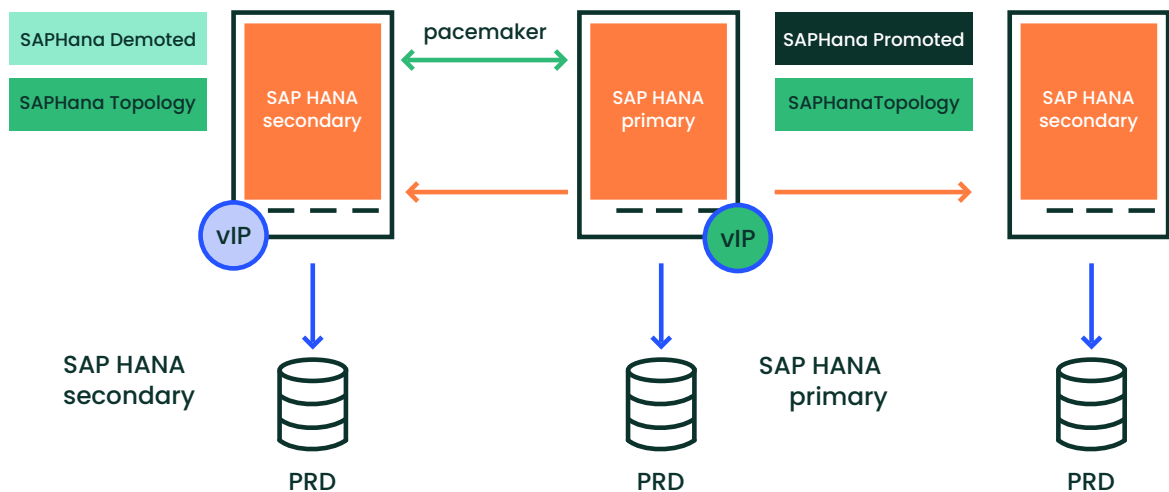 SAPHana Demoted
SAPHana Topology
SAP HANA
secondary
vIP
pacemaker
SAP HANA
primary
vIP
SAPHana Promoted
SAPHanaTopology
SAP HANA
secondary
SAP HANA
secondary
SAP HANA
primary
PRD
PRD
PRD